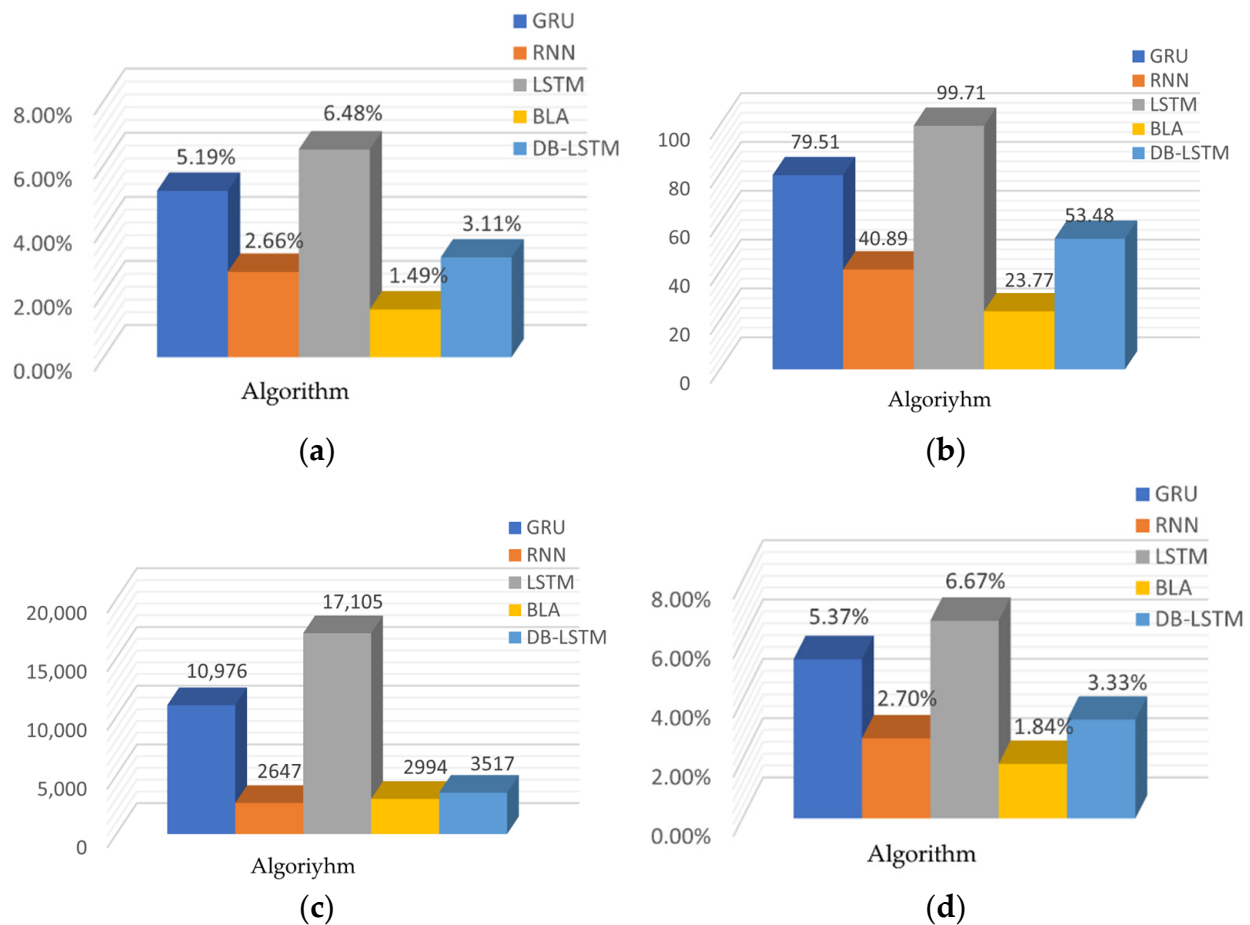 GRU
RNN
LSTM
BLA
DB-LSTM
8.00%
6.00%
4.00%
2.00%
0.00%
5.19%
2.66%
6.48%
1.49%
3.11%
Algorithm
(a)
GRU
RNN
LSTM
BLA
DB-LSTM
100
80
60
40
20
0
79.51
40.89
99.71
23.77
53.48
Algoriyhm
(b)
GRU
RNN
LSTM
BLA
DB-LSTM
20,000
15,000
10,000
5,000
0
10,976
2647
17,105
2994
3517
Algoriyhm
(c)
GRU
RNN
LSTM
BLA
DB-LSTM
8.00%
6.00%
4.00%
2.00%
0.00%
5.37%
2.70%
6.67%
1.84%
3.33%
Algorithm
(d)